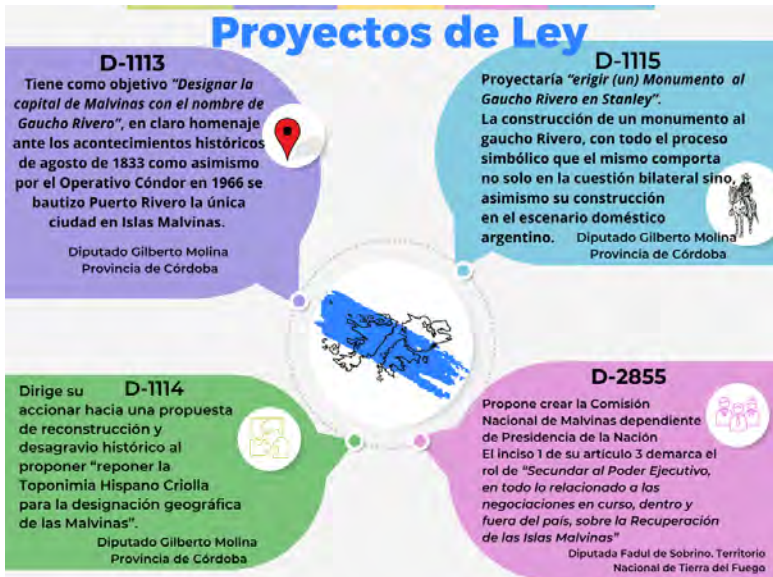 Proyectos de Ley
D-1113
Tiene como objetivo "Designar la
capital de Malvinas con el nombre de
Gaucho Rivero", en claro homenaje
ante los acontecimientos históricos
de agosto de 1833 como asimismo
por el Operativo Cóndor en 1966 se
bautizo Puerto Rivero la única
ciudad en Islas Malvinas.
Diputado Gilberto Molina
Provincia de Córdoba
D-1115
Proyectaría "erigir (un) Monumento al
Gaucho Rivero en Stanley".
La construcción de un monumento al
gaucho Rivero, con todo el proceso
simbólico que el mismo comporta
no solo en la cuestión bilateral sino,
asimismo su construcción
en el escenario doméstico
argentino.
Diputado Gilberto Molina
Provincia de Córdoba
D-1114
Dirige su
accionar hacia una propuesta
de reconstrucción y
desagravio histórico al
proponer "reponer la
Toponimia Hispano Criolla
para la designación geográfica
de las Malvinas".
Diputado Gilberto Molina
Provincia de Córdoba
D-2855
Propone crear la Comisión
Nacional de Malvinas dependiente
de Presidencia de la Nación
El inciso 1 de su artículo 3 demarca el
rol de "Secundar al Poder Ejecutivo,
en todo lo relacionado a las
negociaciones en curso, dentro y
fuera del país, sobre la Recuperación
de las Islas Malvinas"
Diputada Fadul de Sobrino. Territorio
Nacional de Tierra del Fuego